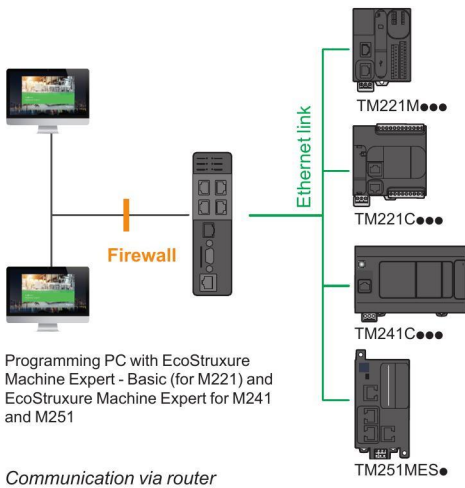 TM221M●●●
Ethernet link
TM221C●●●
Firewall
TM241C●●●
Programming PC with EcoStruxure
Machine Expert - Basic (for M221) and
EcoStruxure Machine Expert for M241
and M251
TM251MES●
Communication via router